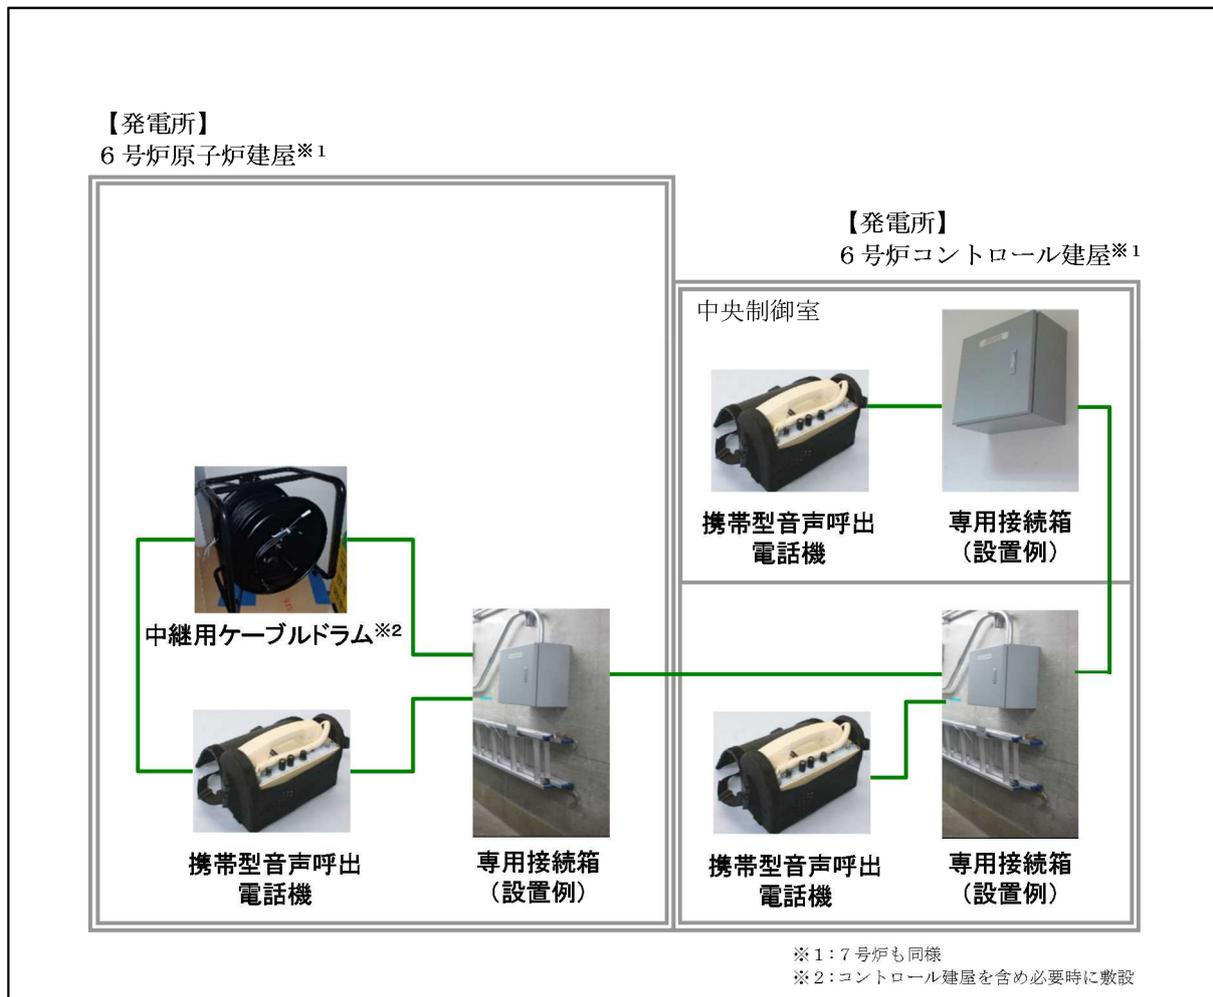 【発電所】
6号炉原子炉建屋※1
【発電所】
6号炉コントロール建屋※1
中央制御室
携帯型音声呼出
電話機
専用接続箱
(設置例)
中継用ケーブルドラム※2
携帯型音声呼出
電話機
専用接続箱
(設置例)
携帯型音声呼出
電話機
専用接続箱
(設置例)
※1:7号炉も同様
※2:コントロール建屋を含め必要時に敷設